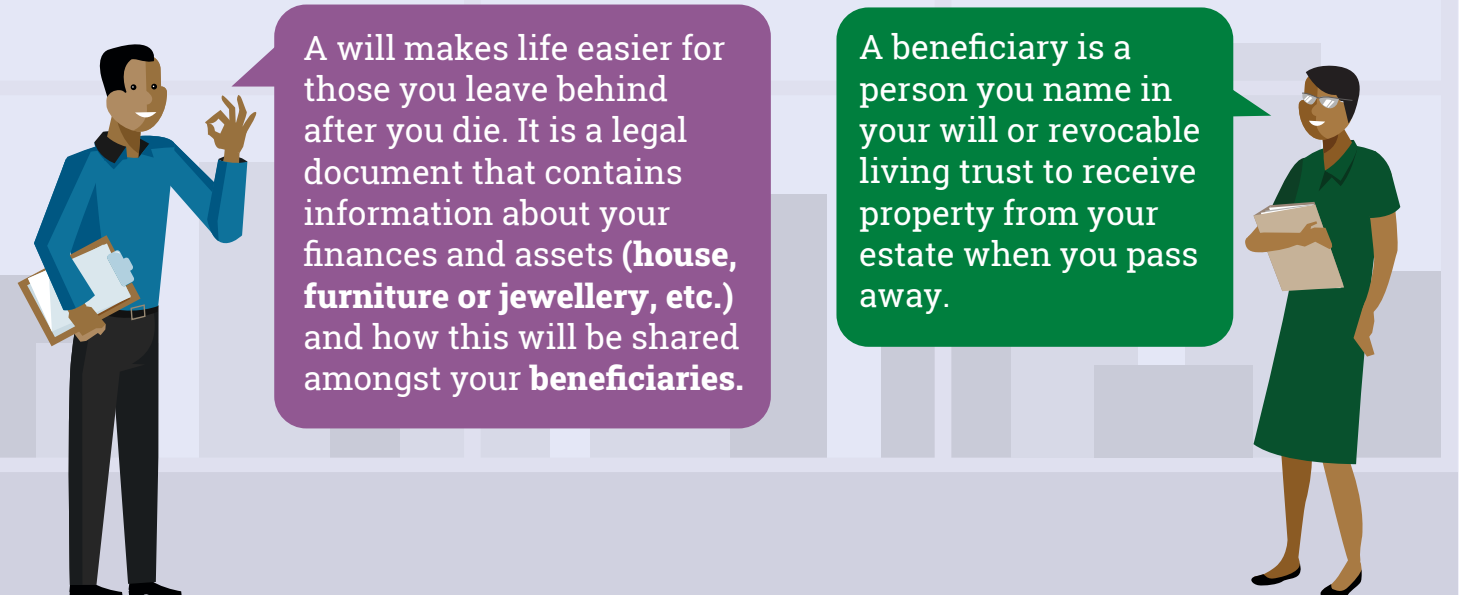 A will makes life easier for
those you leave behind
after you die. It is a legal
document that contains
information about your
finances and assets (house,
furniture or jewellery, etc.)
and how this will be shared
amongst your beneficiaries.
A beneficiary is a
person you name in
your will or revocable
living trust to receive
property from your
estate when you pass
away.